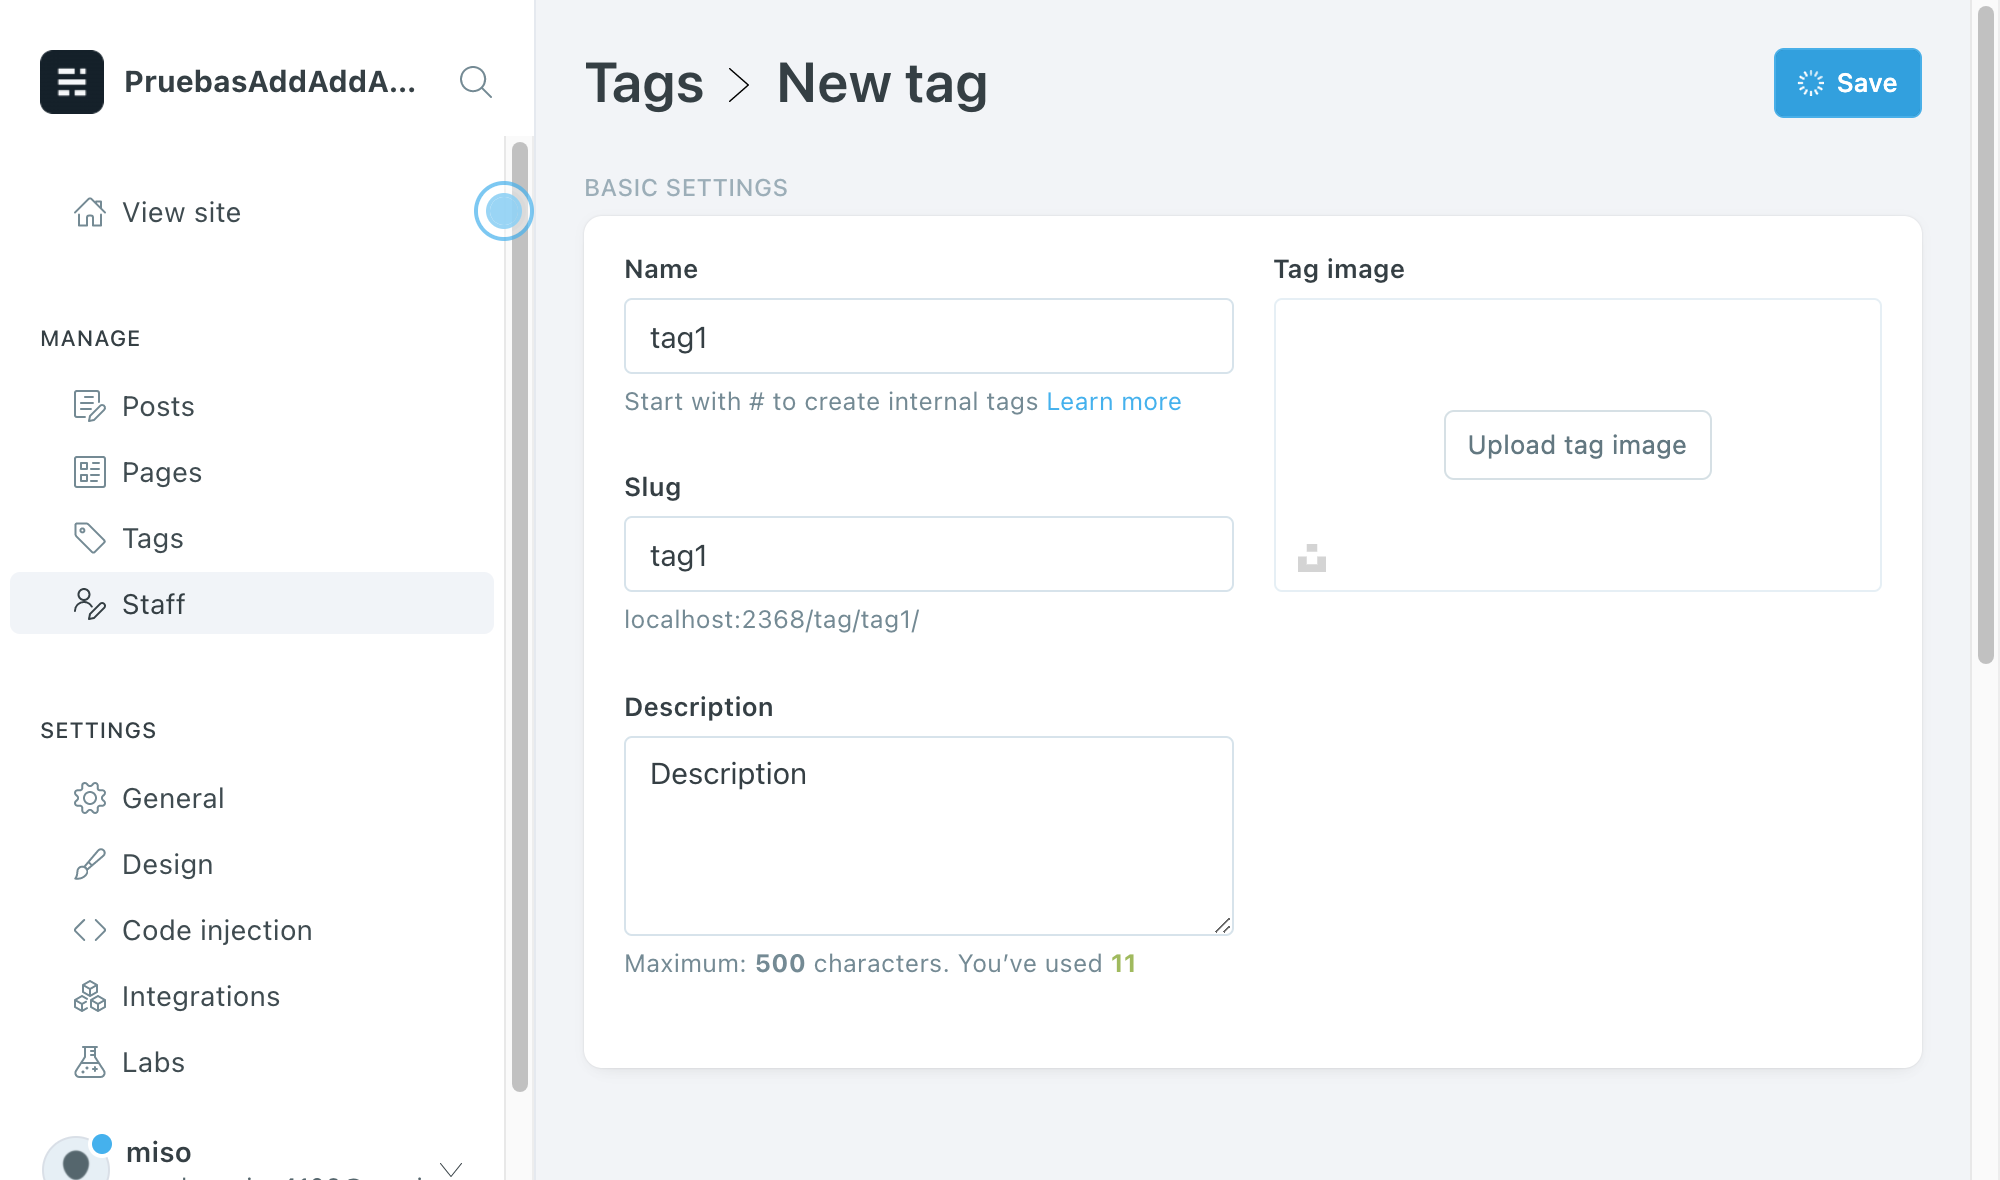 PruebasAddAddA...
View site
MANAGE
Posts
Pages
Tags
Staff
SETTINGS
General
Design
Code injection
Integrations
Labs
miso
Tags > New tag
Save
BASIC SETTINGS
Name
tag1
Start with # to create internal tags Learn more
Slug
tag1
localhost:2368/tag/tag1/
Description
Description
Maximum: 500 characters. You’ve used 11
Tag image
Upload tag image